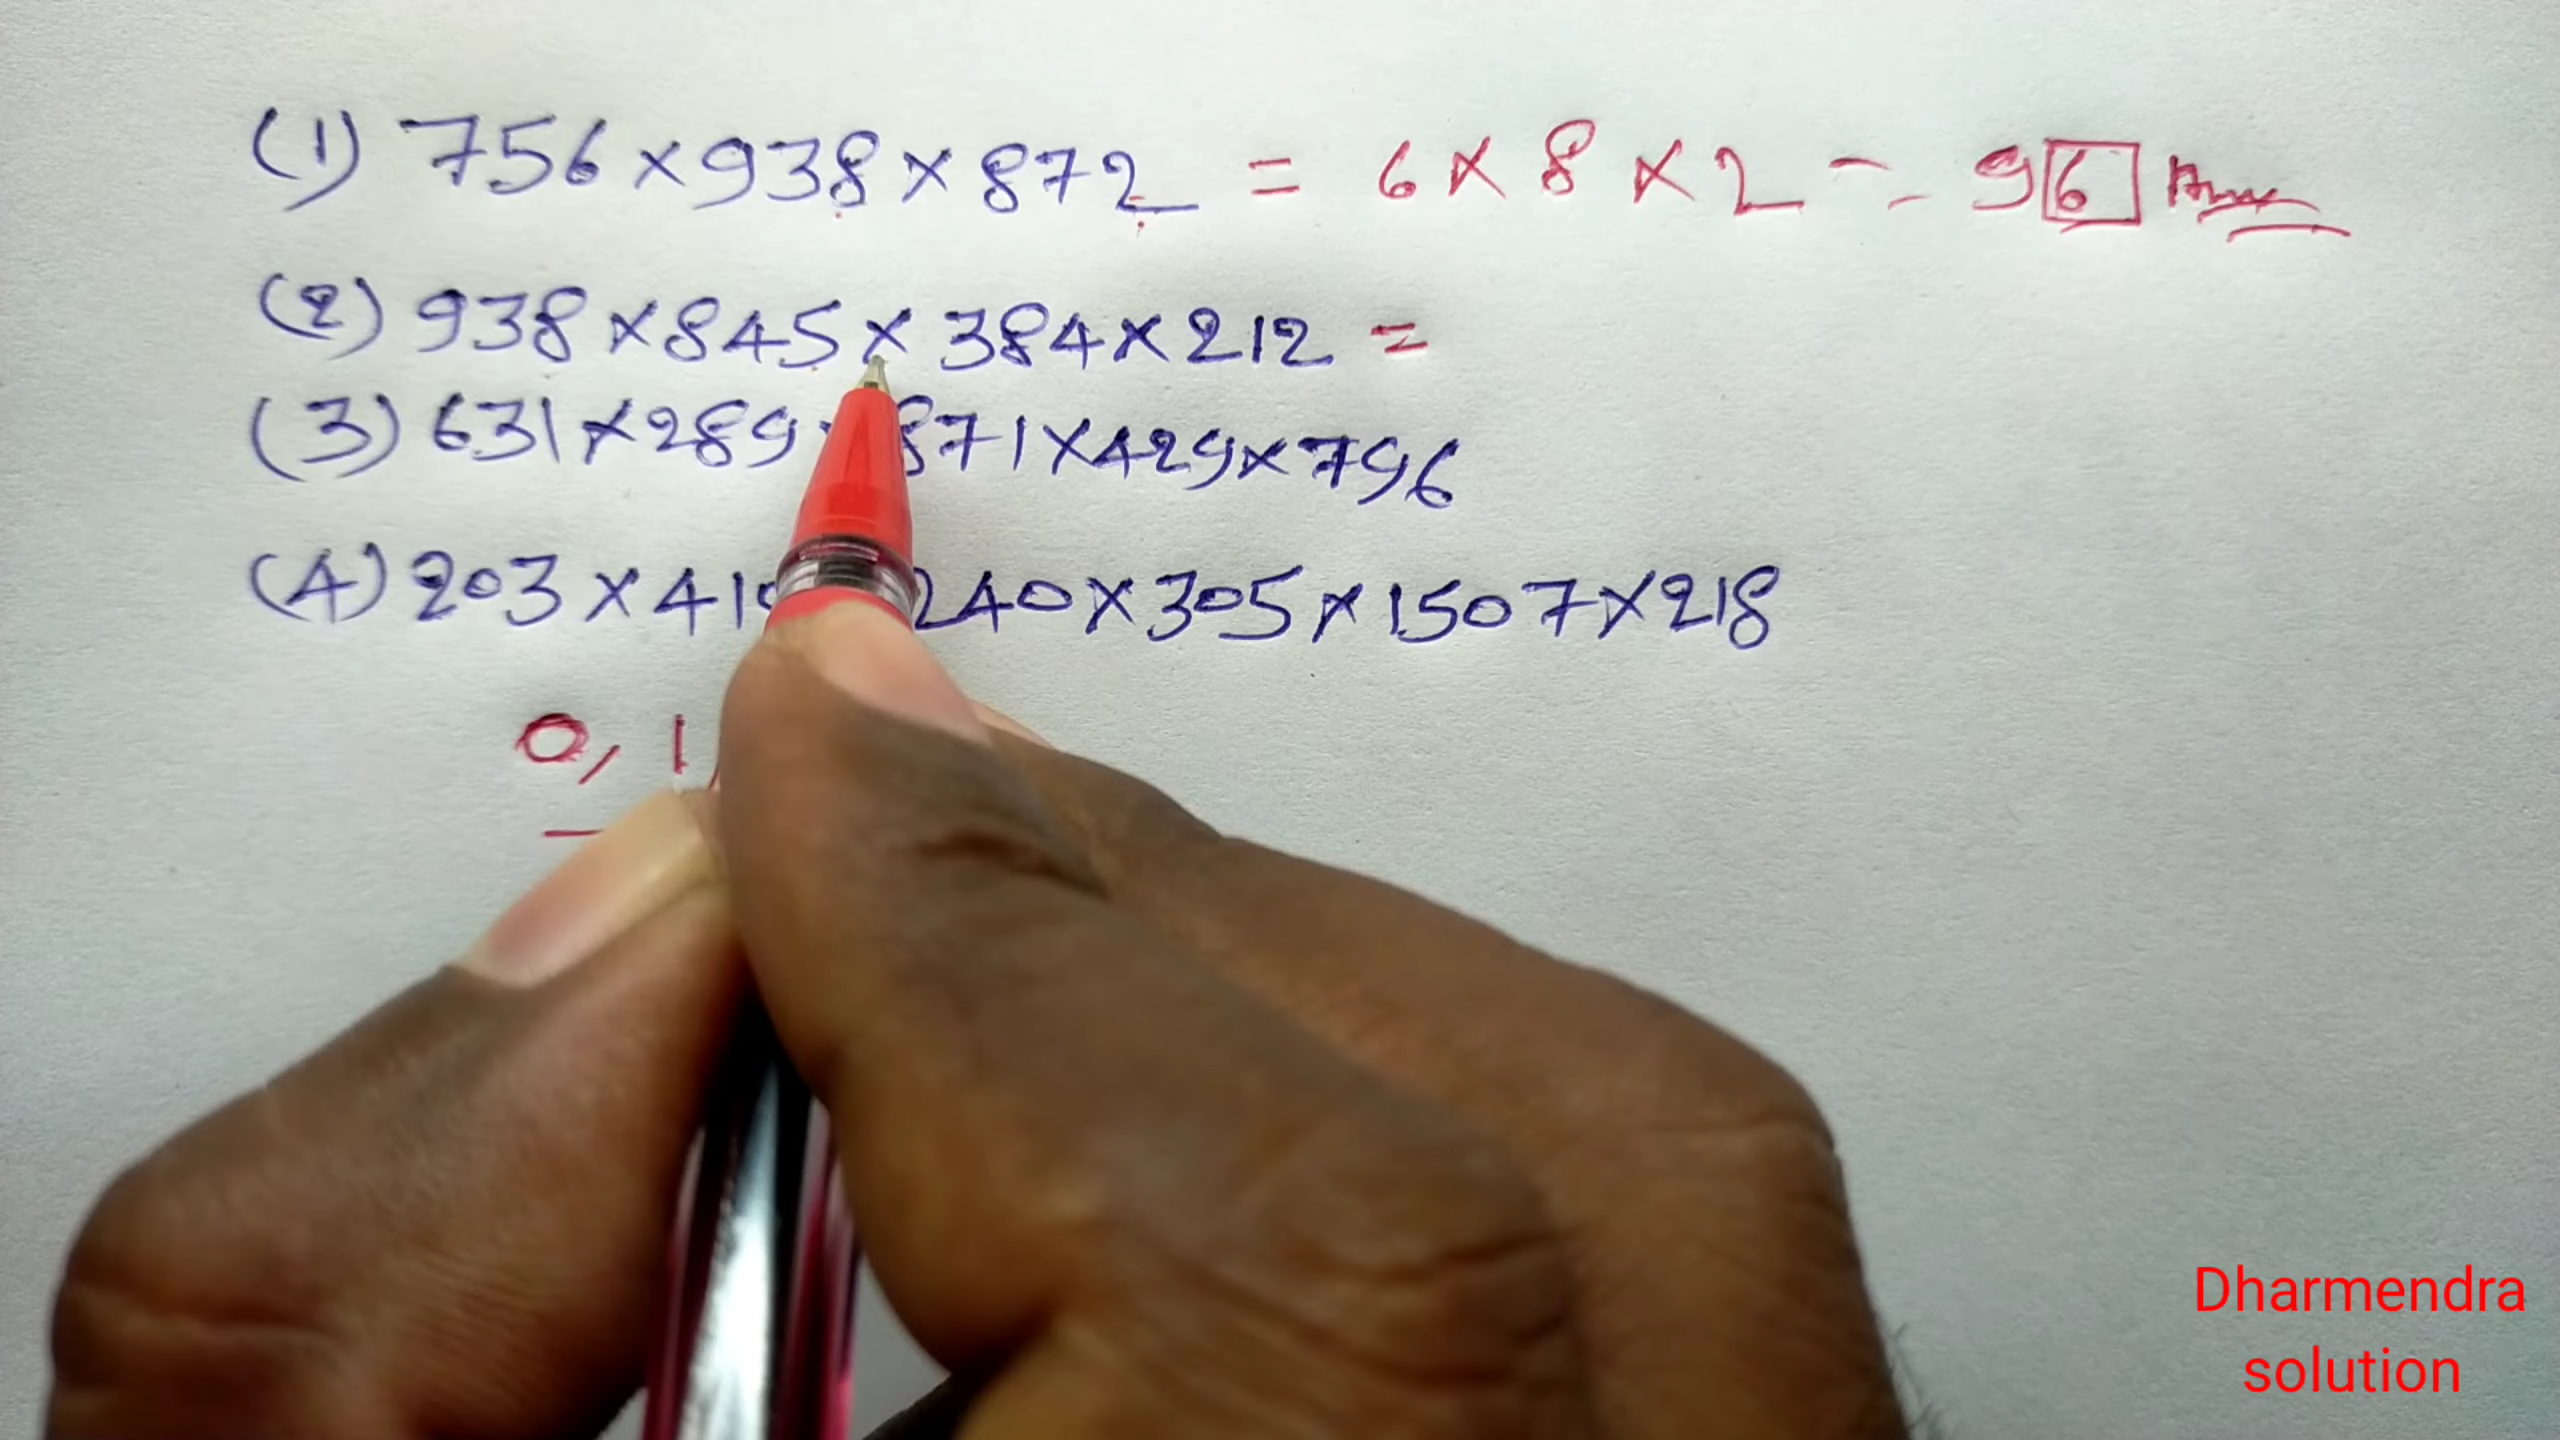 (1) 756×938×872 = 6×8×2 = 96 Ans
(2) 938×845×384×212 =
(3) 631×289 871×429×796
(4) 203×41 240×305×1507×218
0, 1,
Dharmendra
solution